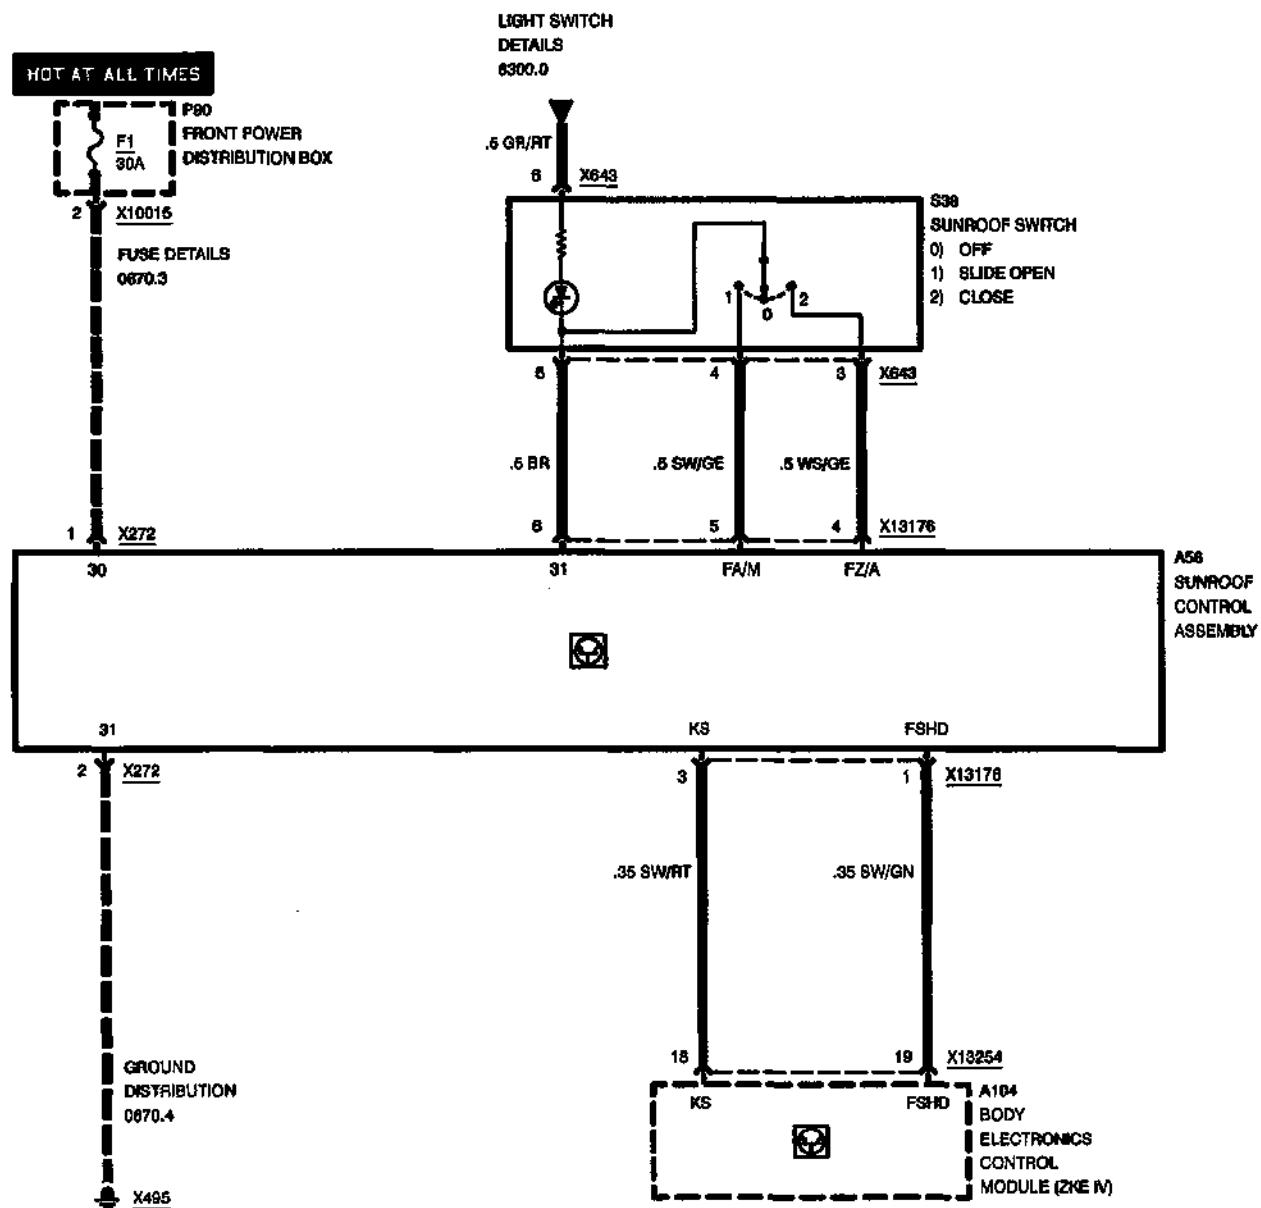 LIGHT SWITCH
DETAILS
6300.0
HOT AT ALL TIMES
P90
FRONT POWER
DISTRIBUTION BOX
F1
30A
2 X10015
FUSE DETAILS
0670.3
.5 GR/RT
6 X643
S38
SUNROOF SWITCH
0) OFF
1) SLIDE OPEN
2) CLOSE
1 0 2
5 4 3 X643
.5 BR .5 SW/GE .5 WS/GE
1 X272 6 5 4 X13176
30 31 FA/M FZ/A
A56
SUNROOF
CONTROL
ASSEMBLY
31 KS FSHD
2 X272 3 1 X13176
.35 SW/RT .35 SW/GN
GROUND
DISTRIBUTION
0670.4
18 19 X13254
KS FSHD
A104
BODY
ELECTRONICS
CONTROL
MODULE (ZKE IV)
X495